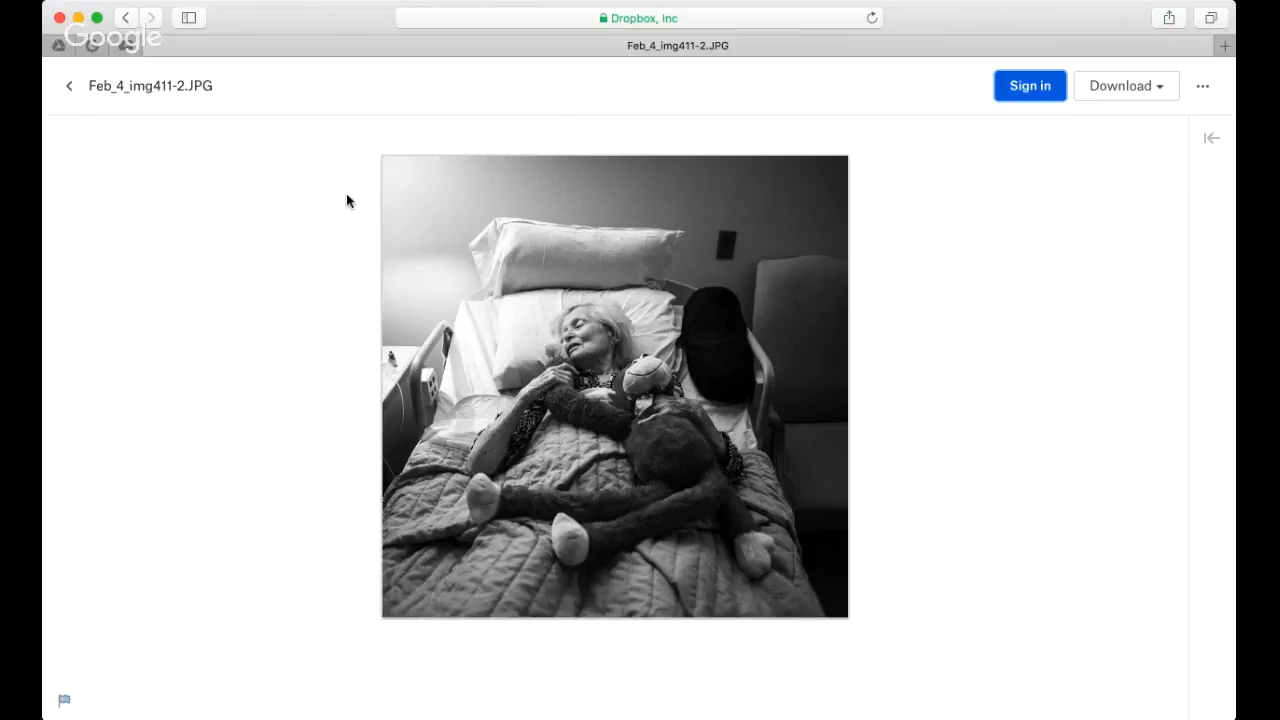 Dropbox, Inc
Google
Feb_4_img411-2.JPG
Feb_4_img411-2.JPG
Sign in
Download